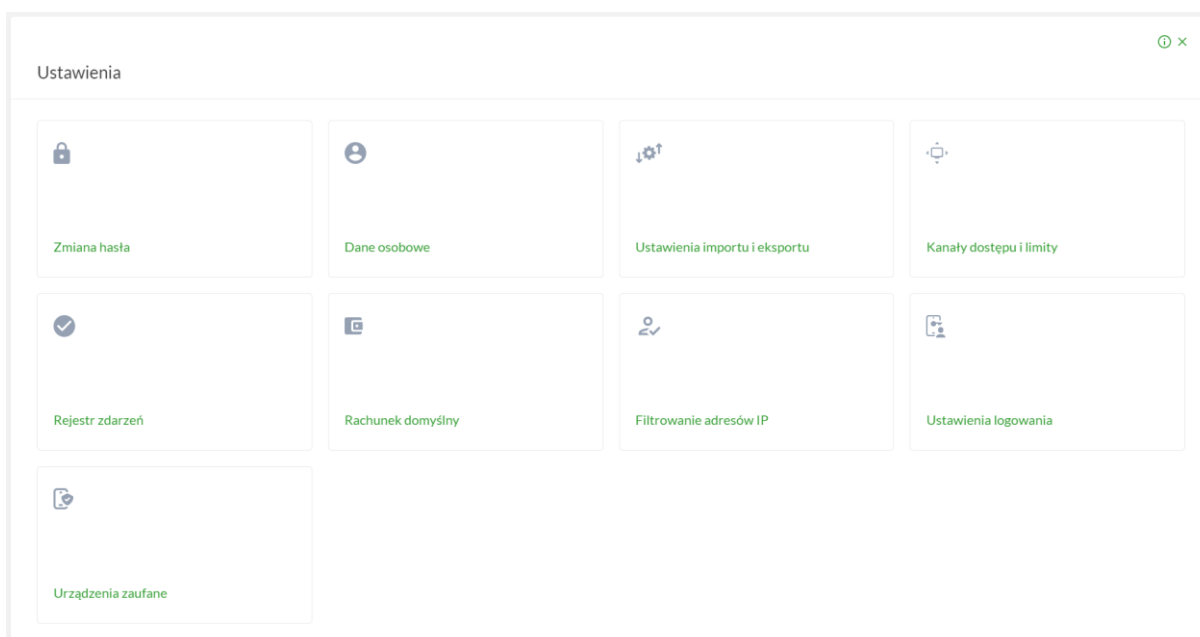 Ustawienia
Zmiana hasła
Dane osobowe
Ustawienia importu i eksportu
Kanały dostępu i limity
Rejestr zdarzeń
Rachunek domyślny
Filtrowanie adresów IP
Ustawienia logowania
Urządzenia zaufane